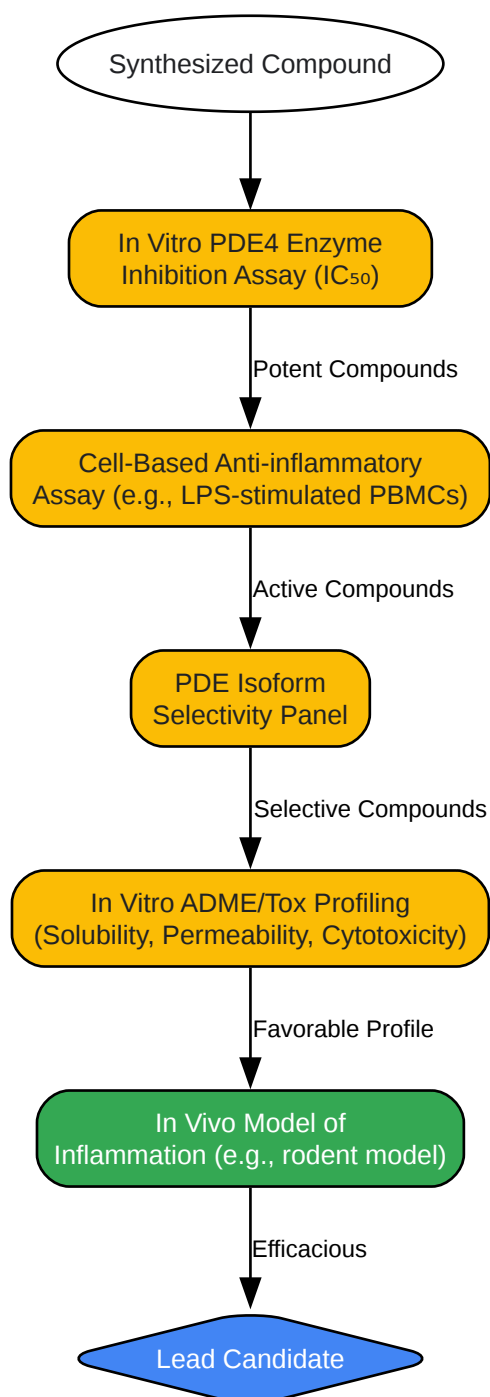 Synthesized Compound
In Vitro PDE4 Enzyme
Inhibition Assay (IC₅₀)
Potent Compounds
Cell-Based Anti-inflammatory
Assay (e.g., LPS-stimulated PBMCs)
Active Compounds
PDE Isoform
Selectivity Panel
Selective Compounds
In Vitro ADME/Tox Profiling
(Solubility, Permeability, Cytotoxicity)
Favorable Profile
In Vivo Model of
Inflammation (e.g., rodent model)
Efficacious
Lead Candidate